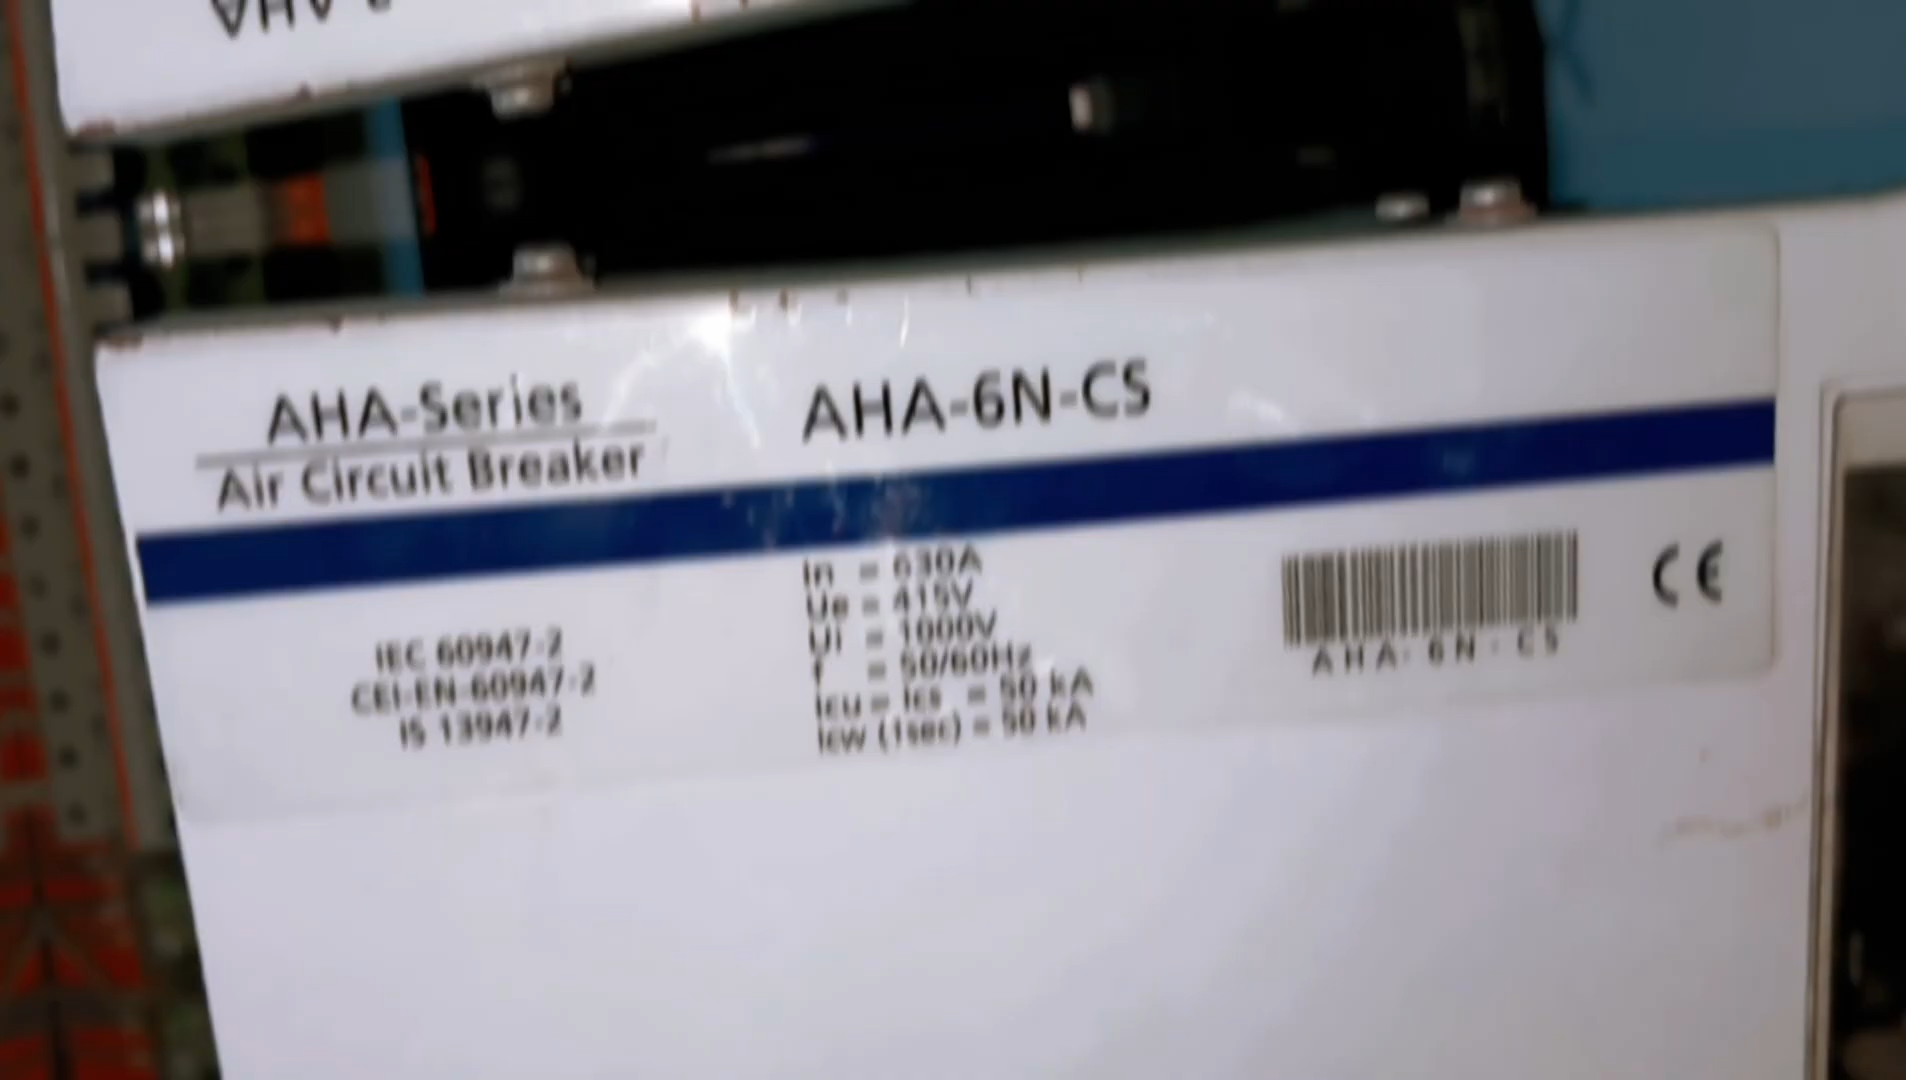 AHA-Series
Air Circuit Breaker
AHA-6N-CS
IEC 60947-2
CEI-EN-60947-2
IS 13947-2
In = 630A
Ue = 415V
Ui = 1000V
f = 50/60Hz
Icu = Ics = 50 kA
Icw (1sec) = 50 kA
AHA-6N-CS
CE